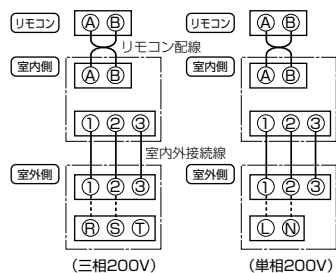 リモコン Ⓐ Ⓑ リモコン Ⓐ Ⓑ
リモコン配線
室内側 Ⓐ Ⓑ 室内側 Ⓐ Ⓑ
① ② ③ ① ② ③
室内外接続線
室外側 ① ② ③ 室外側 ① ② ③
Ⓡ Ⓢ Ⓣ Ⓛ Ⓝ
(三相200V) (単相200V)